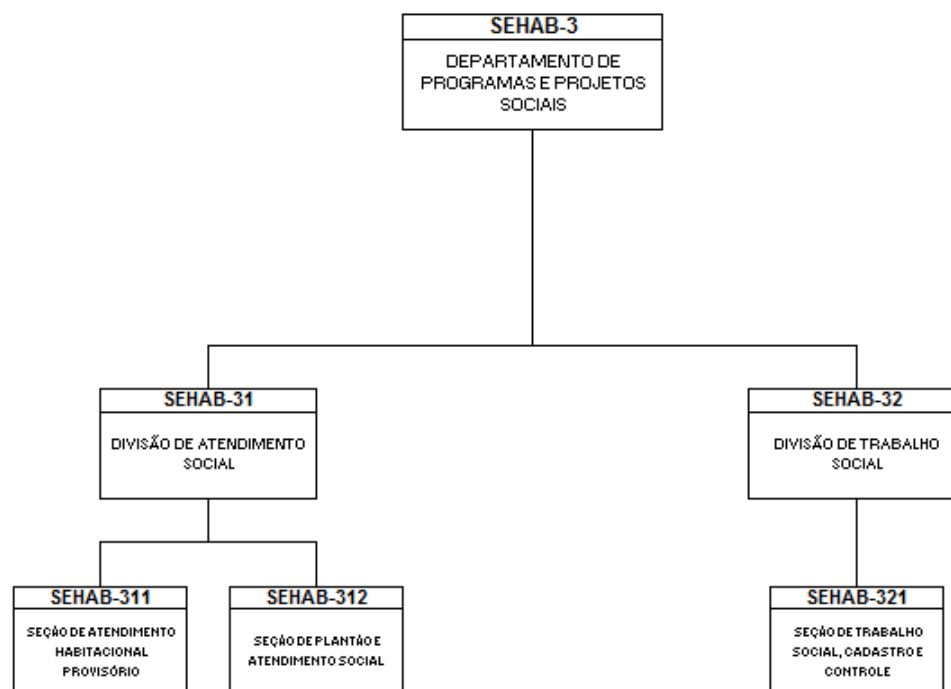 SEHAB-3
DEPARTAMENTO DE
PROGRAMAS E PROJETOS
SOCIAIS
SEHAB-31
DIVISÃO DE ATENDIMENTO
SOCIAL
SEHAB-32
DIVISÃO DE TRABALHO
SOCIAL
SEHAB-311
SEÇÃO DE ATENDIMENTO
HABITACIONAL
PROVISÓRIO
SEHAB-312
SEÇÃO DE PLANTÃO E
ATENDIMENTO SOCIAL
SEHAB-321
SEÇÃO DE TRABALHO
SOCIAL, CADASTRO E
CONTROLE